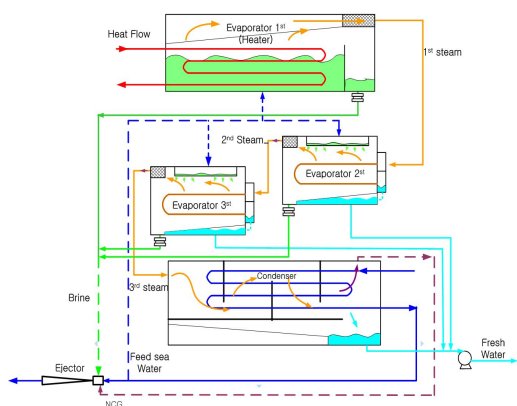 Heat Flow
Evaporator 1st
(Heater)
1st steam
2nd Steam
Evaporator 2st
Evaporator 3st
3rd steam
Condenser
Brine
Feed sea
Water
Ejector
Fresh
Water
NCG